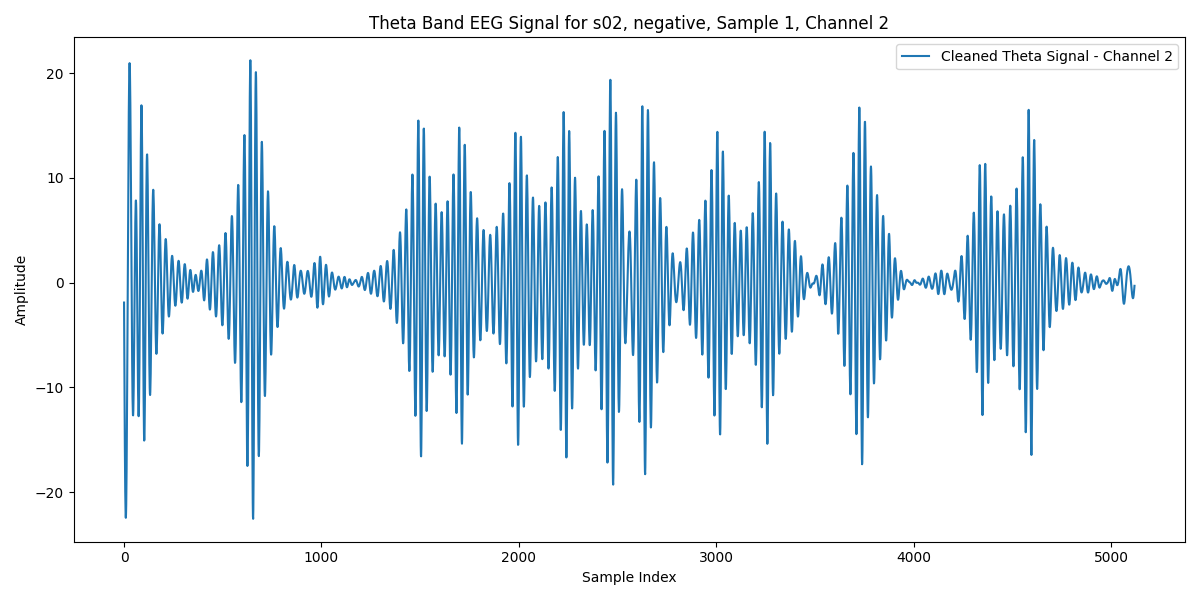 Theta Band EEG Signal for s02, negative, Sample 1, Channel 2
Cleaned Theta Signal - Channel 2
Amplitude
20
10
0
−10
−20
0 1000 2000 3000 4000 5000
Sample Index